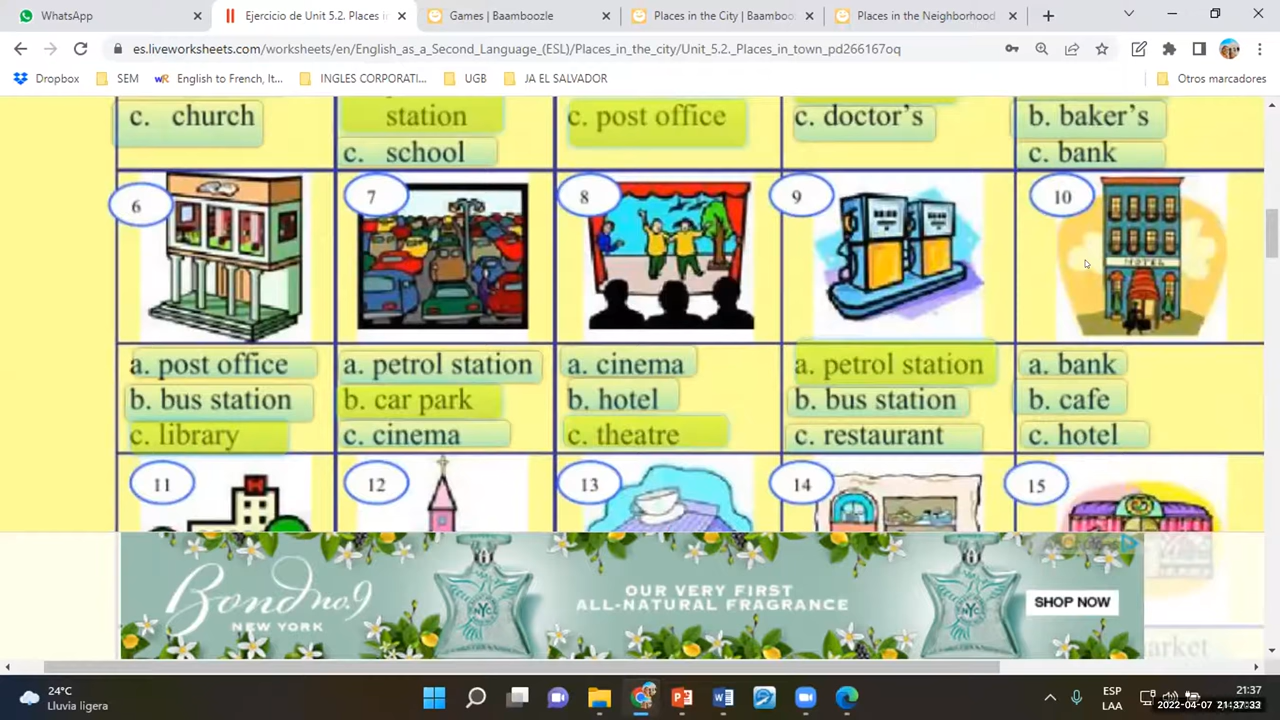 WhatsApp
Ejercicio de Unit 5.2. Places in
Games | Baamboozle
Places in the City | Baamboo
Places in the Neighborhood
es.liveworksheets.com/worksheets/en/English_as_a_Second_Language_(ESL)/Places_in_the_city/Unit_5.2._Places_in_town_pd266167oq
Dropbox
SEM
English to French, It...
INGLES CORPORATI...
UGB
JA EL SALVADOR
Otros marcadores
c. church
station
c. school
c. post office
c. doctor's
b. baker's
c. bank
6
7
8
9
10
HOTEL
a. post office
b. bus station
c. library
a. petrol station
b. car park
c. cinema
a. cinema
b. hotel
c. theatre
a. petrol station
b. bus station
c. restaurant
a. bank
b. cafe
c. hotel
11
12
13
14
15
H
Bond no.9
NEW YORK
NYC
OUR VERY FIRST
ALL-NATURAL FRAGRANCE
NYC
SHOP NOW
arket
24°C
Lluvia ligera
ESP
LAA
21:37
2022-04-07 21:37:33